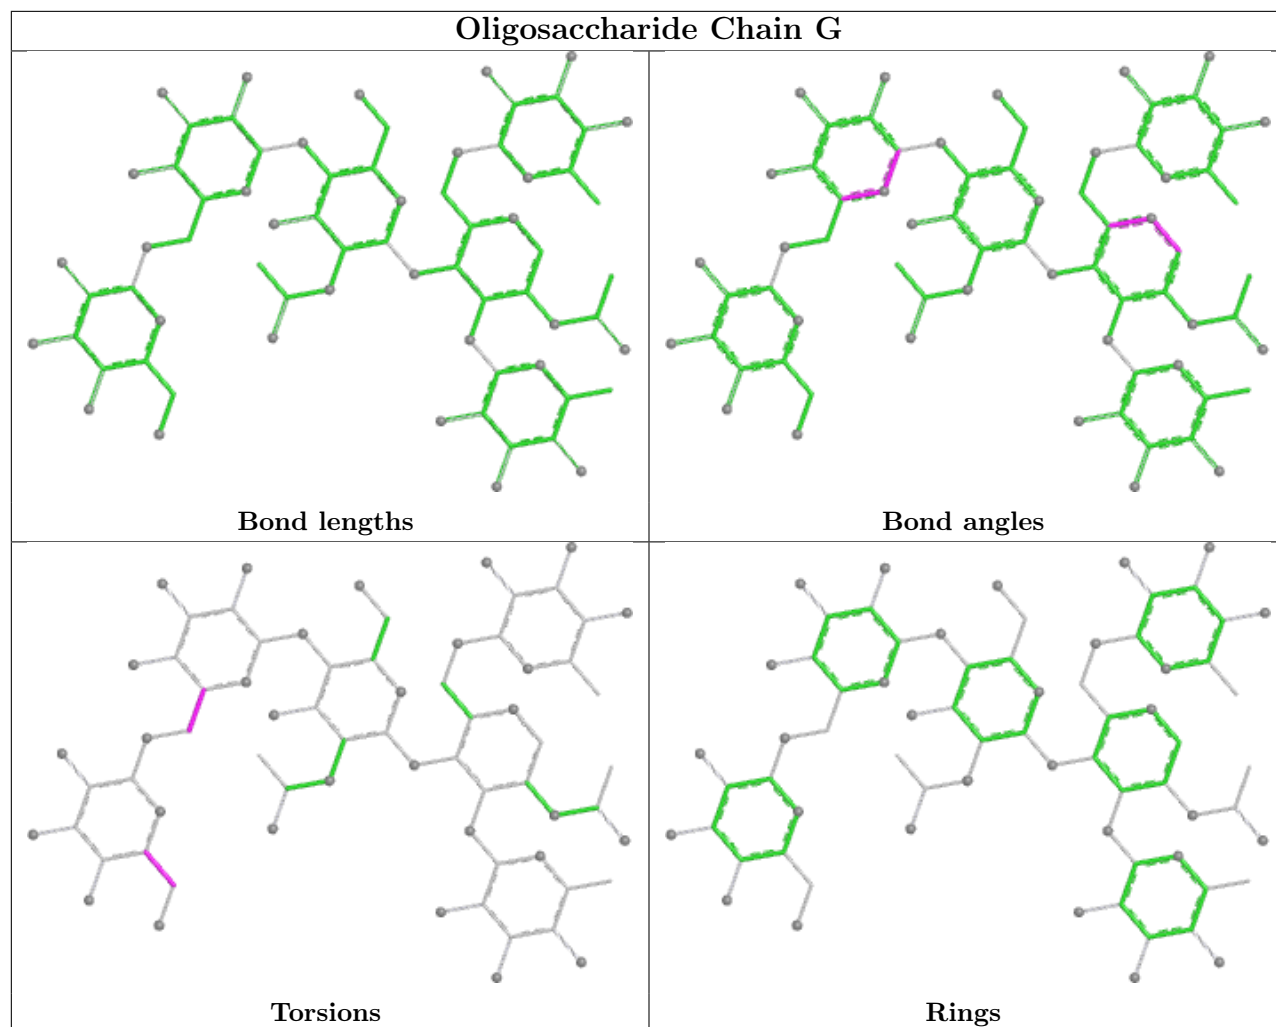 Oligosaccharide Chain G
Bond lengths
Bond angles
Torsions
Rings